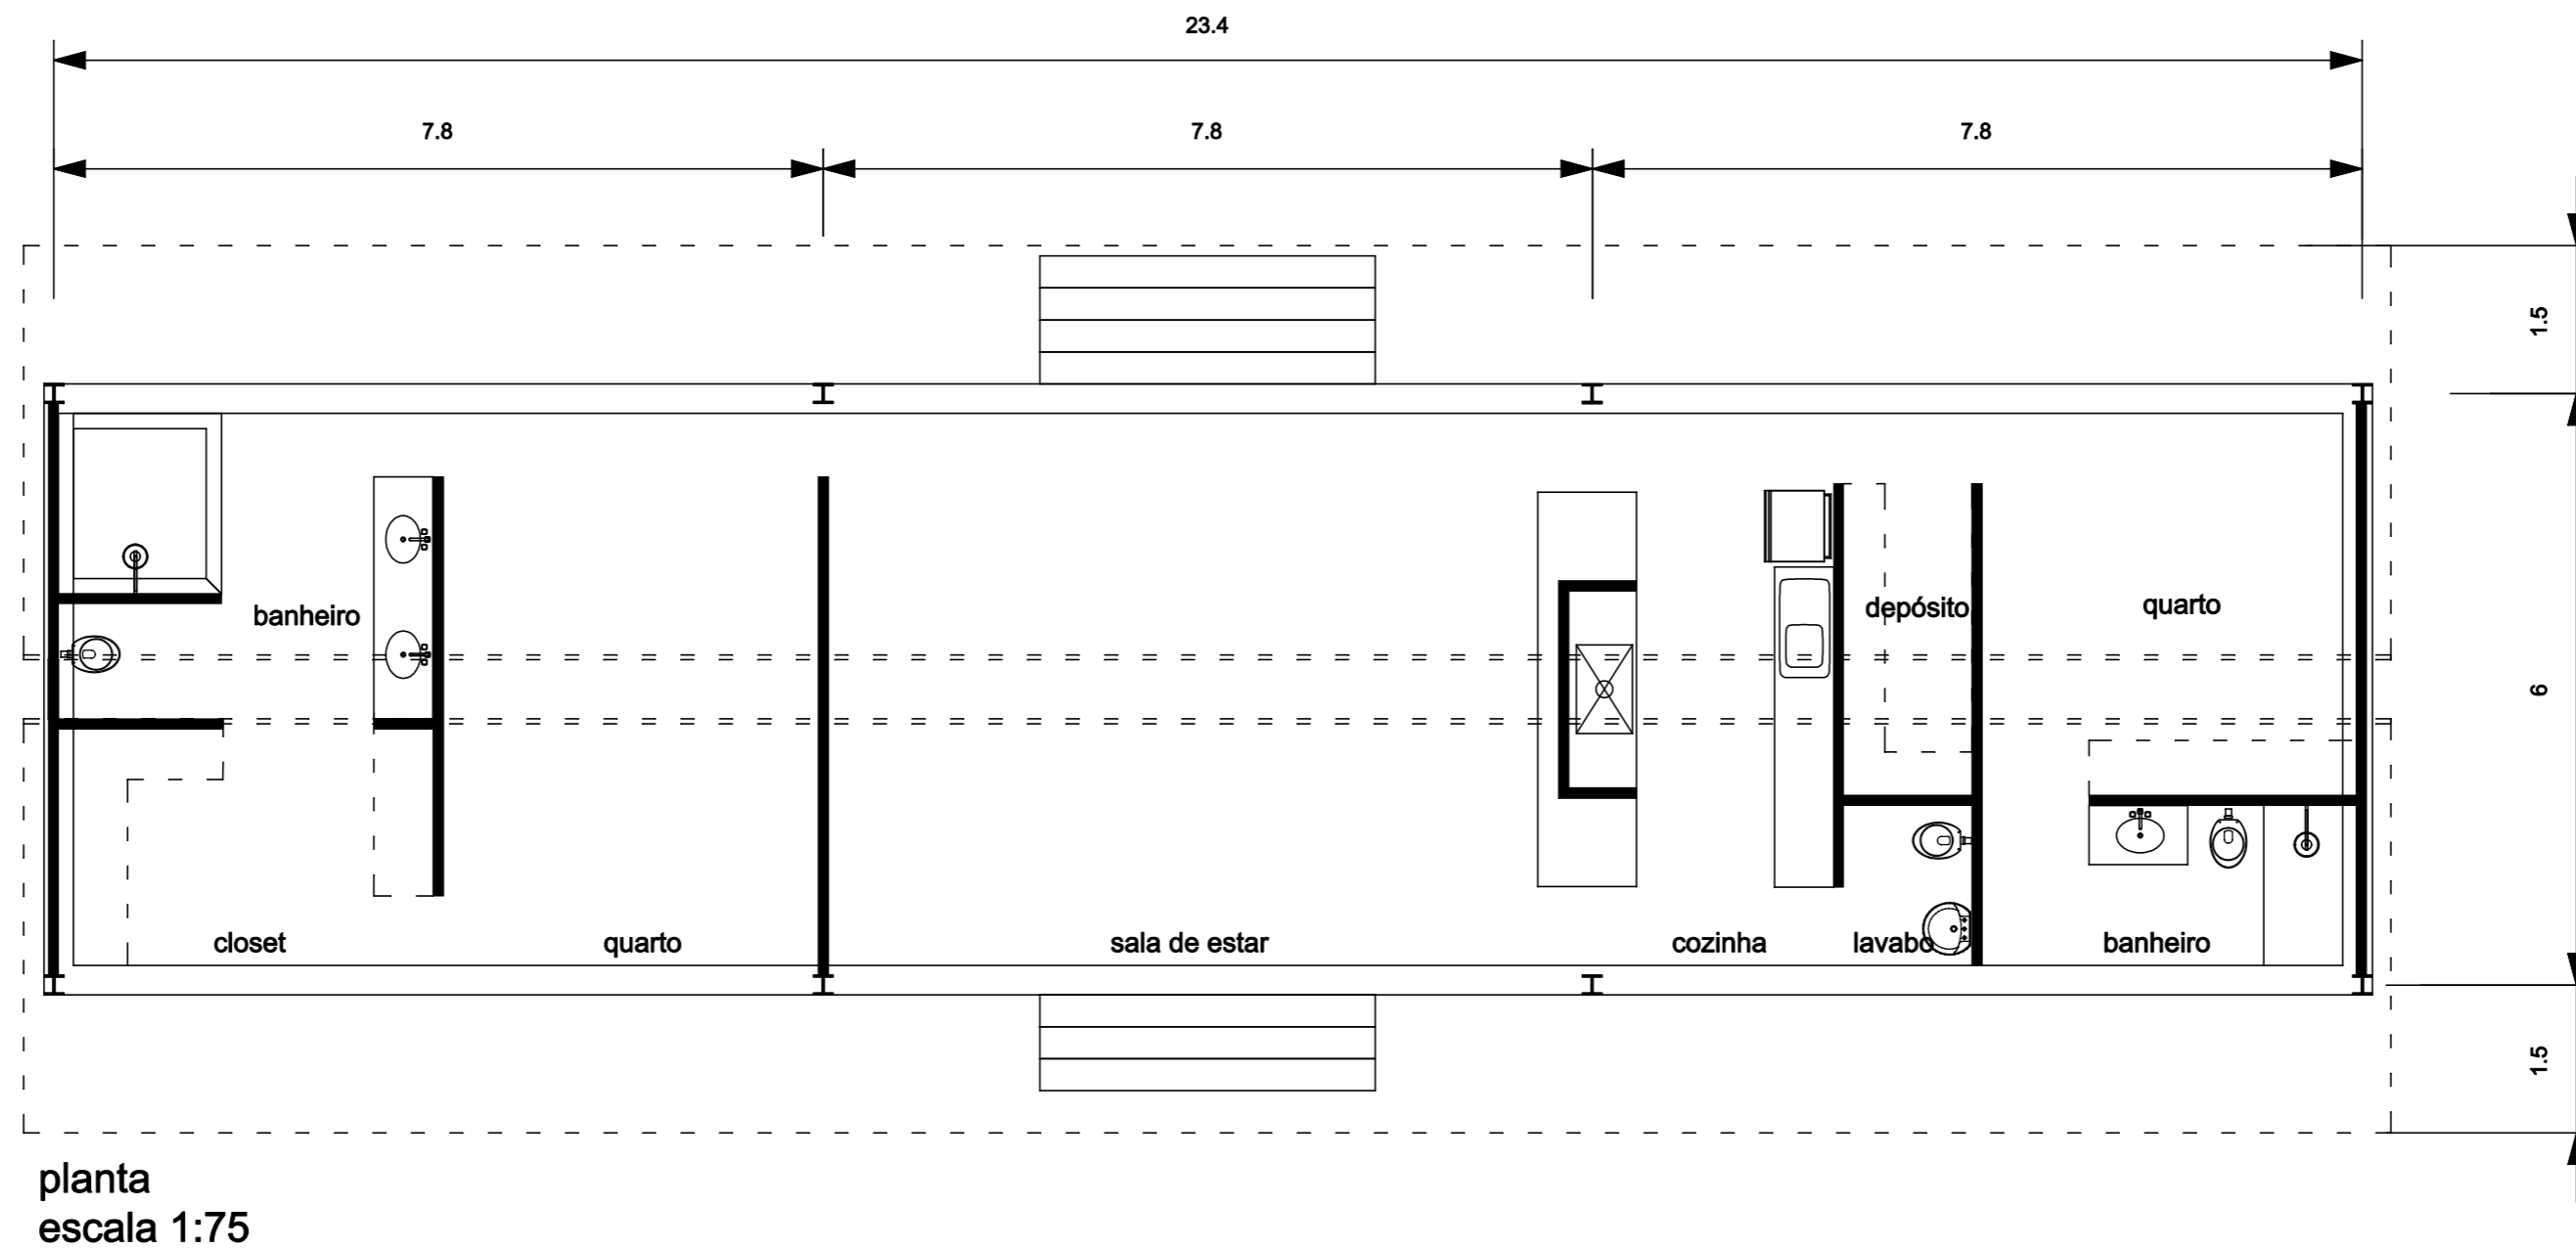 23.4
7.8
7.8
7.8
1.5
banheiro
depósito
quarto
6
closet
quarto
sala de estar
cozinha
lavabo
banheiro
1.5
planta
escala 1:75